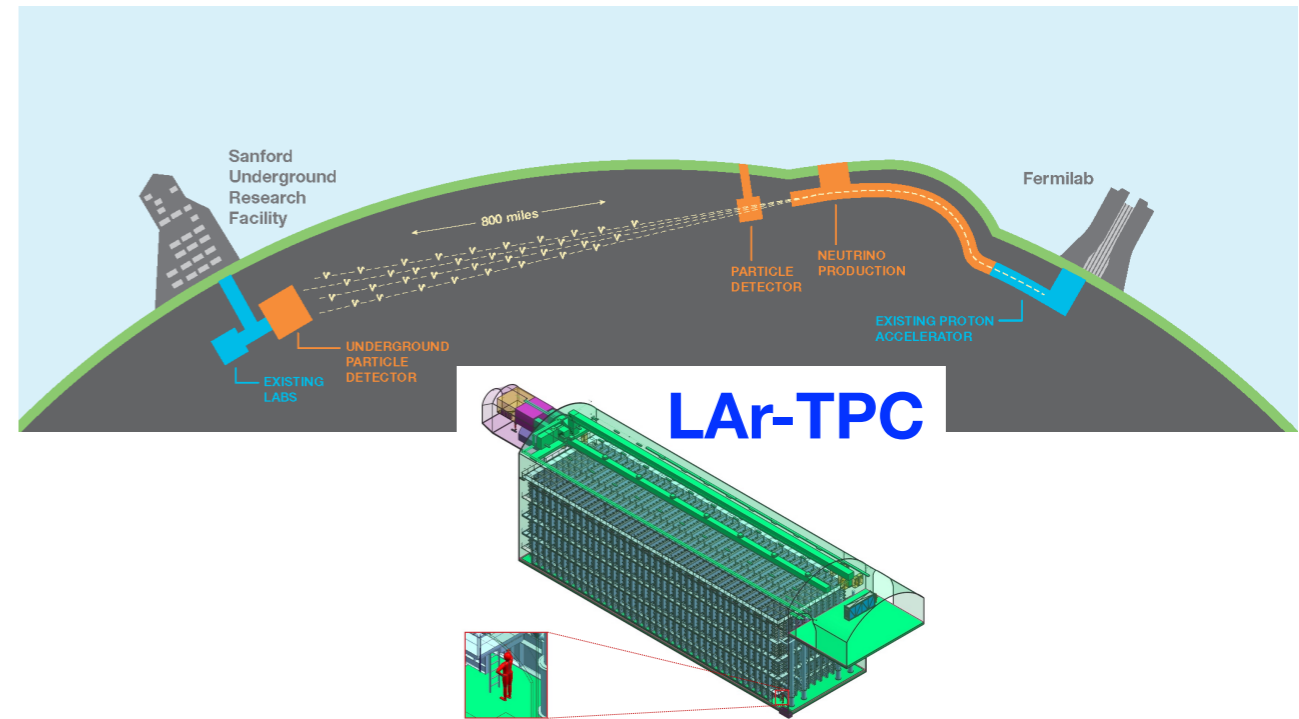 Sanford
Underground
Research
Facility
Fermilab
800 miles
PARTICLE
DETECTOR
NEUTRINO
PRODUCTION
EXISTING PROTON
ACCELERATOR
UNDERGROUND
PARTICLE
DETECTOR
EXISTING
LABS
LAr-TPC